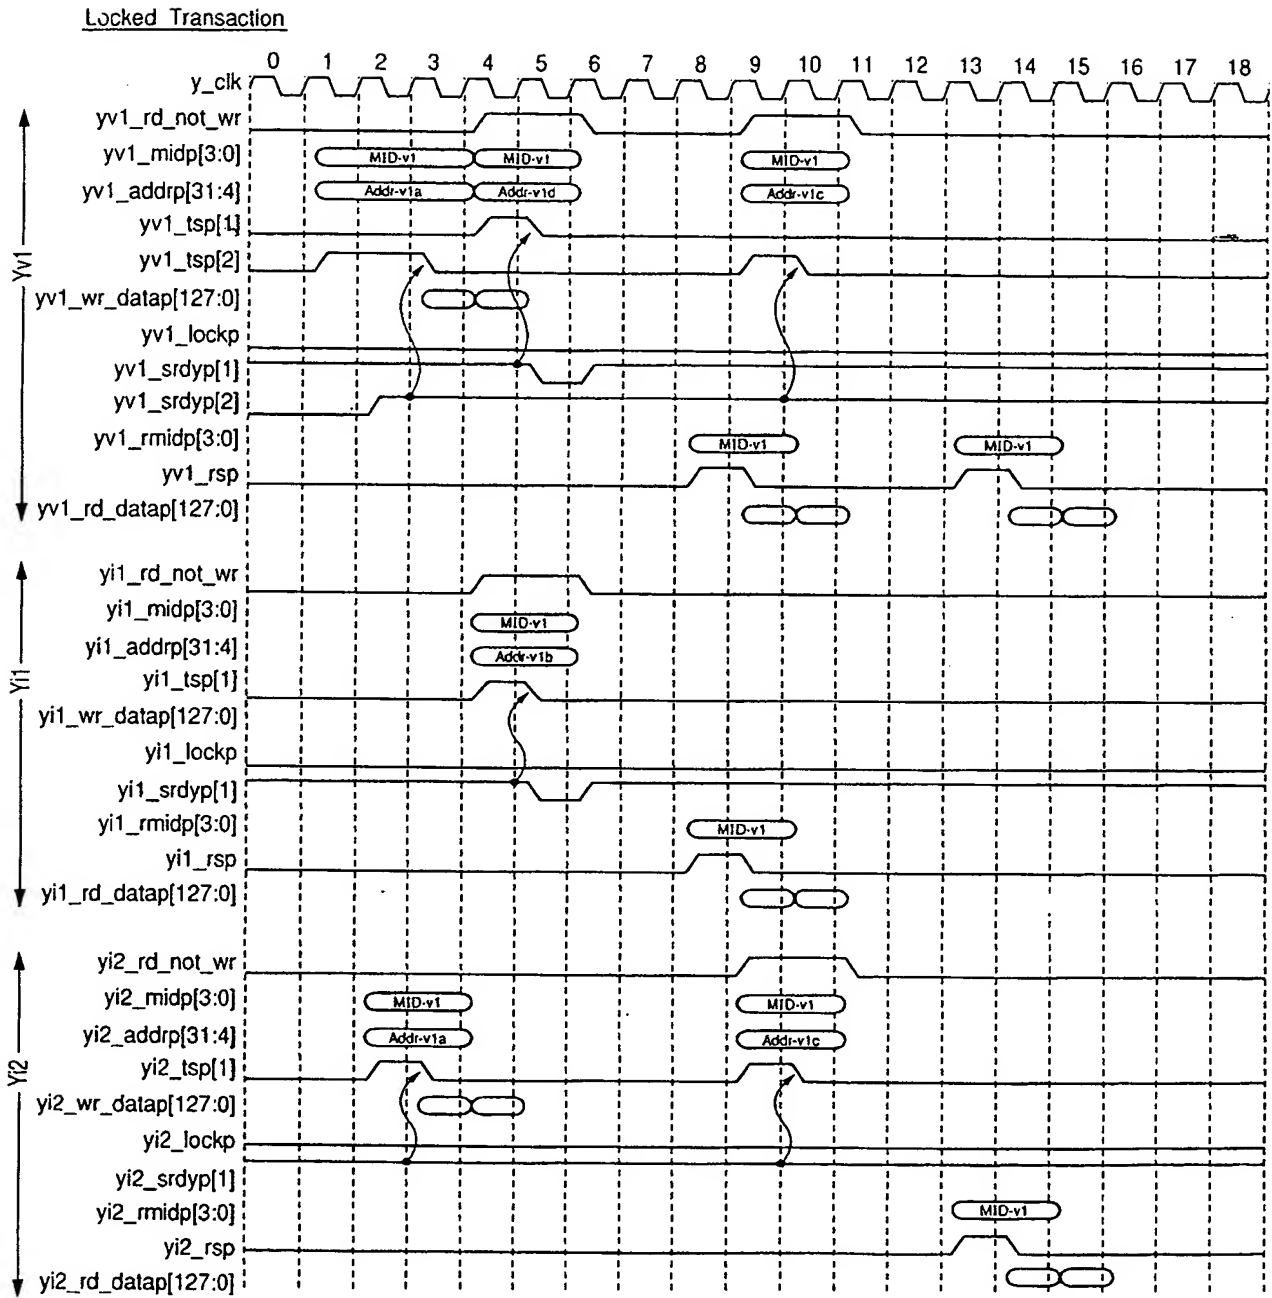 Locked Transaction
0 1 2 3 4 5 6 7 8 9 10 11 12 13 14 15 16 17 18
y_clk
Yv1
yv1_rd_not_wr
yv1_midp[3:0] MID-v1 MID-v1 MID-v1
yv1_addrp[31:4] Addr-v1a Addr-v1d Addr-v1c
yv1_tsp[1]
yv1_tsp[2]
yv1_wr_datap[127:0]
yv1_lockp
yv1_srdyp[1]
yv1_srdyp[2]
yv1_rmidp[3:0] MID-v1 MID-v1
yv1_rsp
yv1_rd_datap[127:0]
Yi1
yi1_rd_not_wr
yi1_midp[3:0] MID-v1
yi1_addrp[31:4] Addr-v1b
yi1_tsp[1]
yi1_wr_datap[127:0]
yi1_lockp
yi1_srdyp[1]
yi1_rmidp[3:0] MID-v1
yi1_rsp
yi1_rd_datap[127:0]
Yi2
yi2_rd_not_wr
yi2_midp[3:0] MID-v1 MID-v1
yi2_addrp[31:4] Addr-v1a Addr-v1c
yi2_tsp[1]
yi2_wr_datap[127:0]
yi2_lockp
yi2_srdyp[1]
yi2_rmidp[3:0] MID-v1
yi2_rsp
yi2_rd_datap[127:0]